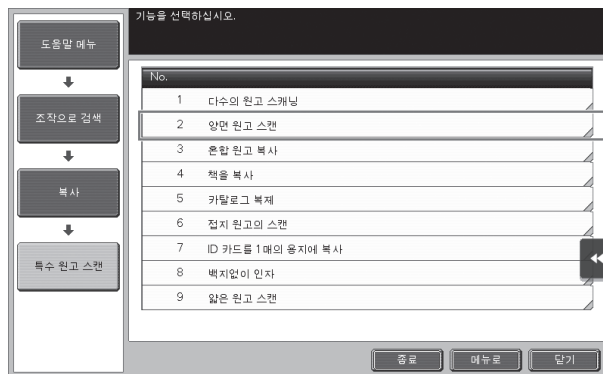 기능을 선택하십시오.
도움말 메뉴
조작으로 검색
복사
특수 원고 스캔
No.
1 다수의 원고 스캐닝
2 양면 원고 스캔
3 혼합 원고 복사
4 책을 복사
5 카탈로그 복제
6 접지 원고의 스캔
7 ID 카드를 1매의 용지에 복사
8 백지없이 인자
9 얇은 원고 스캔
종료
메뉴로
닫기